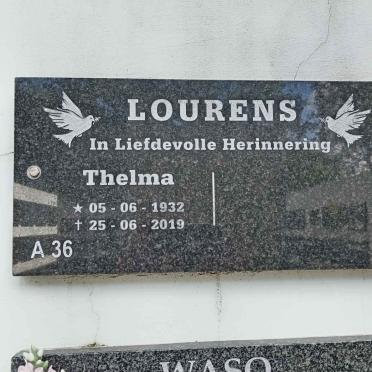 LOURENS
In Liefdevolle Herinnering
Thelma
★ 05 - 06 - 1932
† 25 - 06 - 2019
A 36
WASO